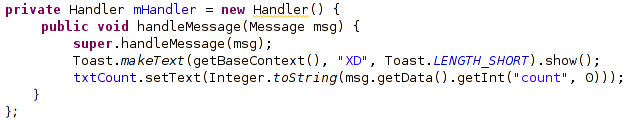 private Handler mHandler = new Handler() {
    public void handleMessage(Message msg) {
        super.handleMessage(msg);
        Toast.makeText(getBaseContext(), "XD", Toast.LENGTH_SHORT).show();
        txtCount.setText(Integer.toString(msg.getData().getInt("count", 0)));
    }
};